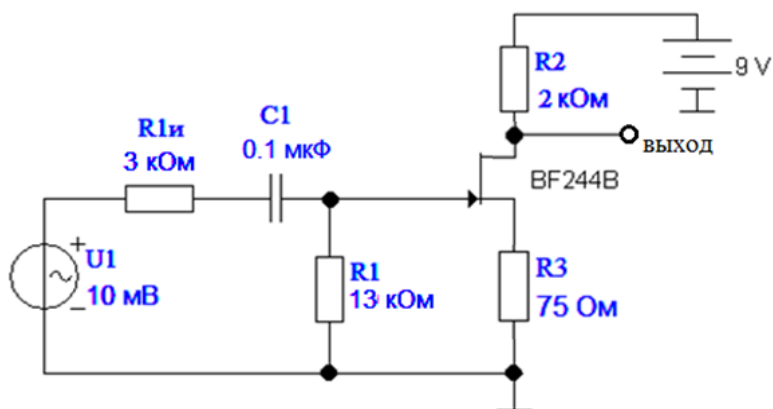 R2
2 кОм
9 V
выход
BF244B
R1и
3 кОм
C1
0.1 мкФ
+
U1
10 мВ
−
R1
13 кОм
R3
75 Ом